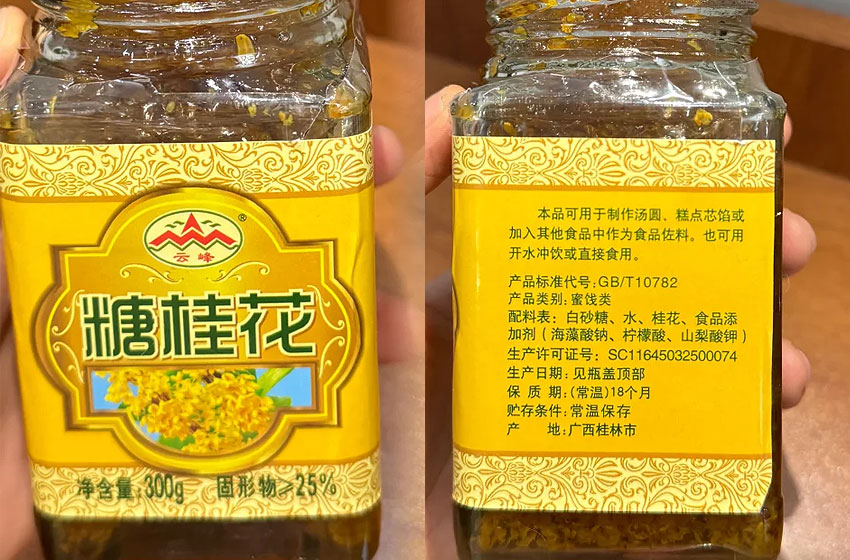 云峰
®
糖桂花
净含量:300g 固形物≥25%
本品可用于制作汤圆、糕点芯馅或
加入其他食品中作为食品佐料。也可用
开水冲饮或直接食用。
产品标准代号:GB/T10782
产品类别:蜜饯类
配料表:白砂糖、水、桂花、食品添
加剂(海藻酸钠、柠檬酸、山梨酸钾)
生产许可证号:SC11645032500074
生产日期:见瓶盖顶部
保 质 期:(常温)18个月
贮存条件:常温保存
产 地:广西桂林市